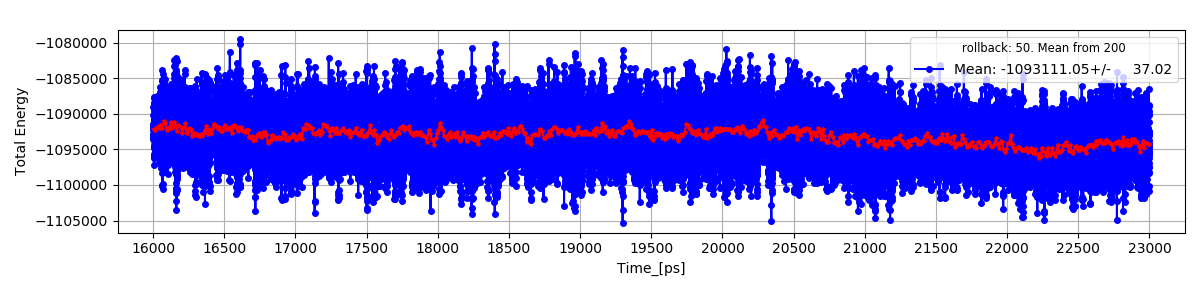 rollback: 50. Mean from 200
Mean: -1093111.05+/- 37.02
Total Energy
−1080000
−1085000
−1090000
−1095000
−1100000
−1105000
16000 16500 17000 17500 18000 18500 19000 19500 20000 20500 21000 21500 22000 22500 23000
Time_[ps]